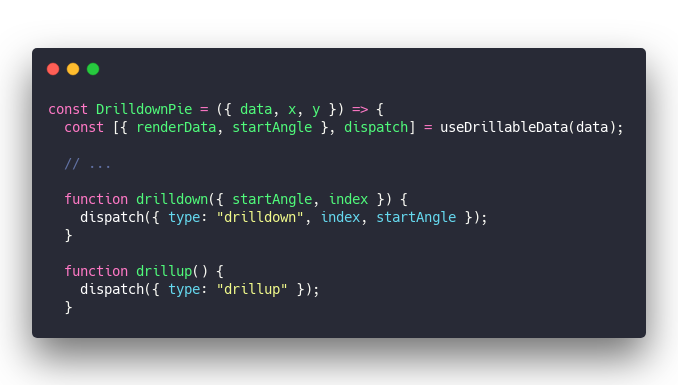 const DrilldownPie = ({ data, x, y }) => {
  const [{ renderData, startAngle }, dispatch] = useDrillableData(data);

  // ...

  function drilldown({ startAngle, index }) {
    dispatch({ type: "drilldown", index, startAngle });
  }

  function drillup() {
    dispatch({ type: "drillup" });
  }